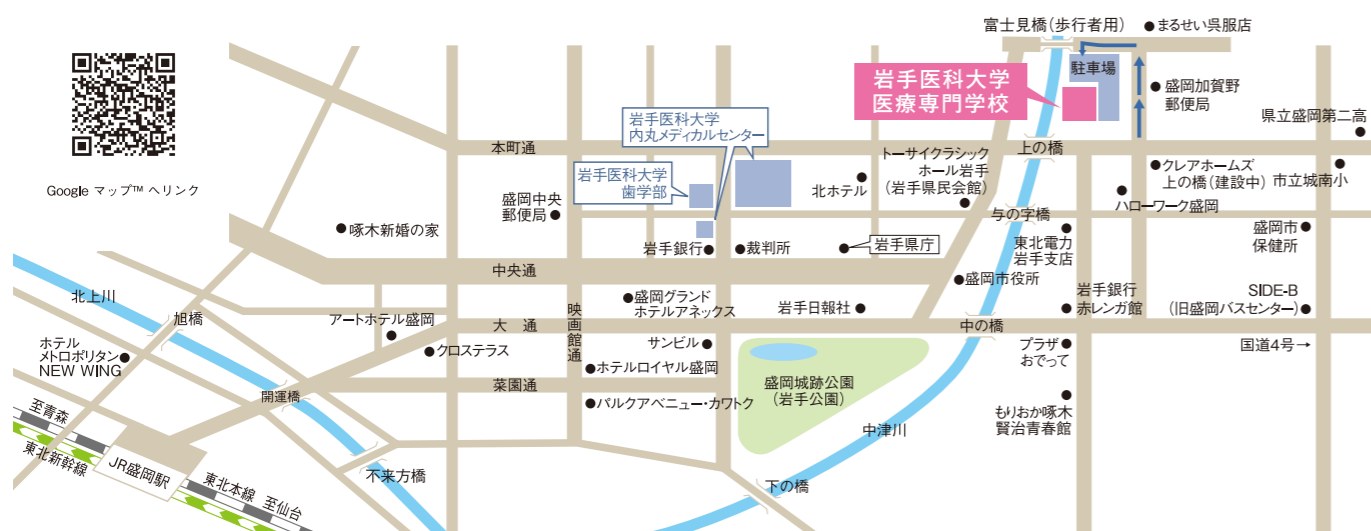 富士見橋(歩行者用)
まるせい呉服店
駐車場
岩手医科大学
医療専門学校
盛岡加賀野
郵便局
県立盛岡第二高
岩手医科大学
内丸メディカルセンター
本町通
上の橋
トーサイクラシック
ホール岩手
(岩手県民会館)
クレアホームズ
上の橋(建設中)
市立城南小
岩手医科大学
歯学部
北ホテル
Google マップ™ へリンク
盛岡中央
郵便局
ハローワーク盛岡
与の字橋
啄木新婚の家
岩手銀行
裁判所
岩手県庁
東北電力
岩手支店
盛岡市
保健所
中央通
盛岡市役所
北上川
旭橋
盛岡グランド
ホテルアネックス
岩手日報社
岩手銀行
赤レンガ館
SIDE-B
(旧盛岡バスセンター)
アートホテル盛岡
大通
映画館通
中の橋
ホテル
メトロポリタン
NEW WING
クロステラス
サンビル
プラザ
おでって
国道4号→
ホテルロイヤル盛岡
開運橋
菜園通
盛岡城跡公園
(岩手公園)
パルクアベニュー・カワトク
もりおか啄木
賢治青春館
中津川
至青森
東北新幹線
JR盛岡駅
不来方橋
下の橋
東北本線 至仙台